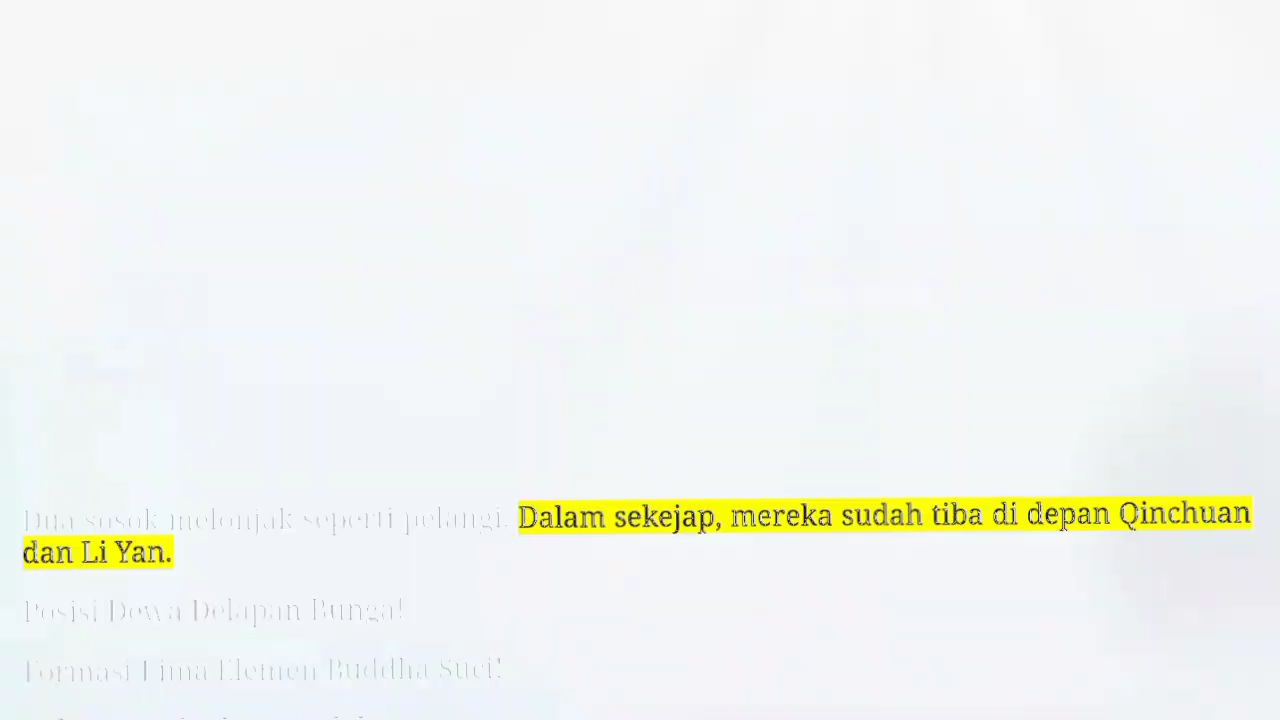 Dua sosok melonjak seperti pelangi. Dalam sekejap, mereka sudah tiba di depan Qinchuan
dan Li Yan.
Posisi Dewa Delapan Bunga!
Formasi Lima Elemen Buddha Suci!